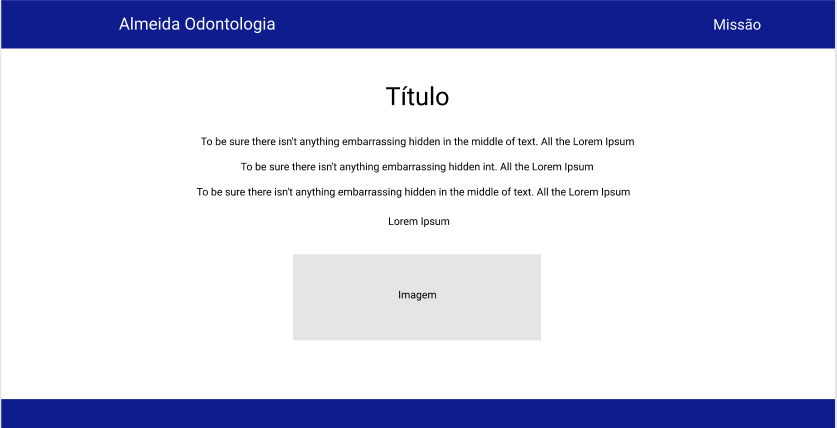 Almeida Odontologia
Missão
Título
To be sure there isn't anything embarrassing hidden in the middle of text. All the Lorem Ipsum
To be sure there isn't anything embarrassing hidden int. All the Lorem Ipsum
To be sure there isn't anything embarrassing hidden in the middle of text. All the Lorem Ipsum
Lorem Ipsum
Imagem